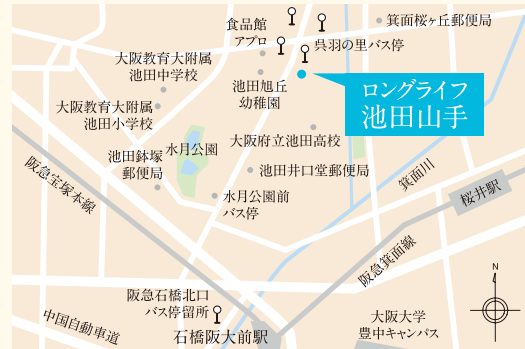 食品館
アプロ
箕面桜ヶ丘郵便局
呉羽の里バス停
大阪教育大附属
池田中学校
池田旭丘
幼稚園
ロングライフ
池田山手
大阪教育大附属
池田小学校
大阪府立池田高校
水月公園
池田鉢塚
郵便局
池田井口堂郵便局
箕面川
桜井駅
阪急宝塚本線
水月公園前
バス停
阪急箕面線
N
阪急石橋北口
バス停留所
中国自動車道
石橋阪大前駅
大阪大学
豊中キャンパス